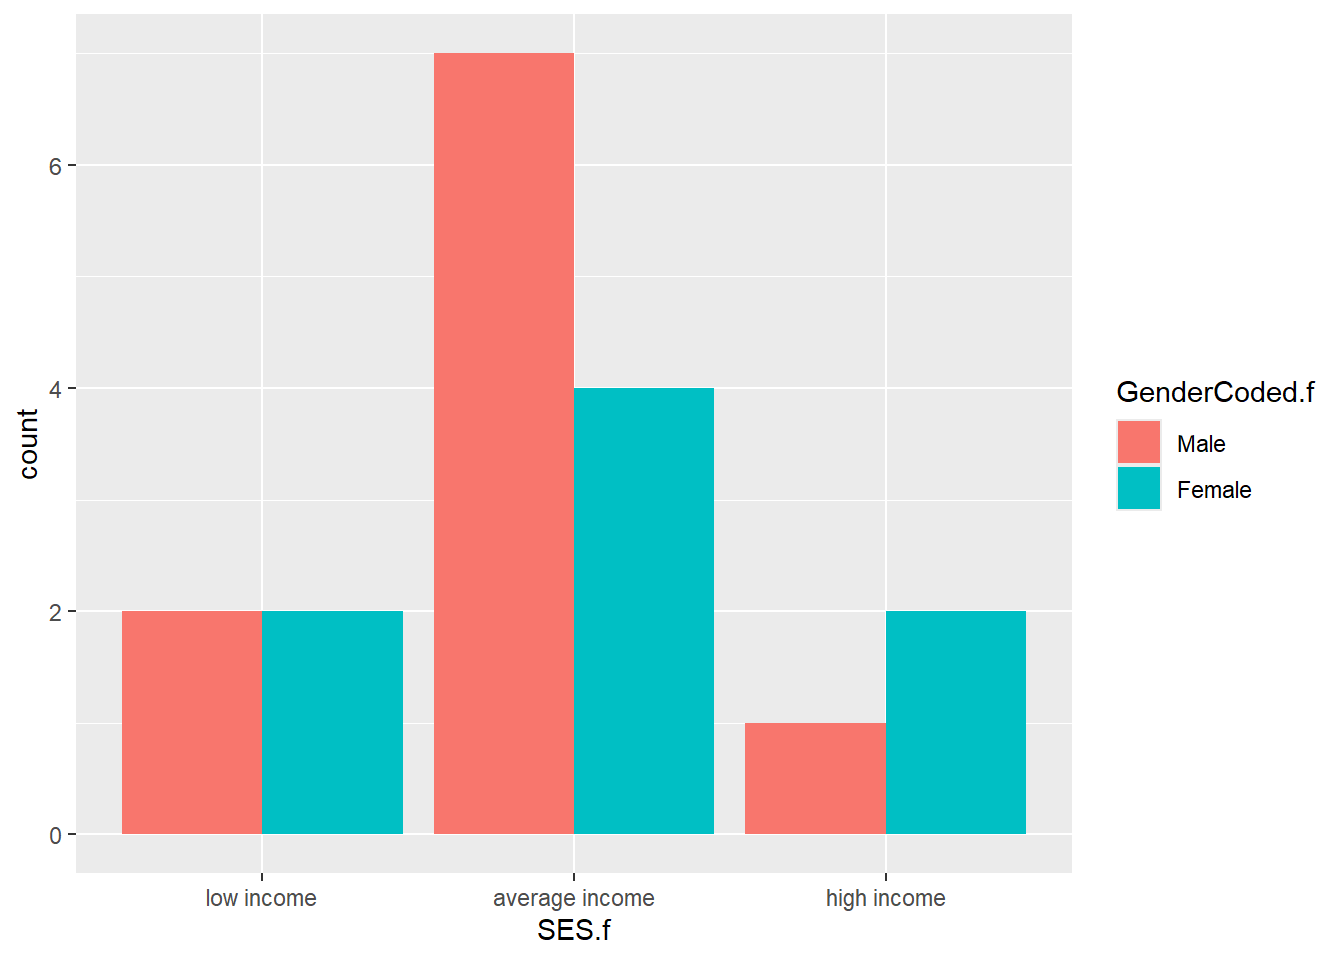 count
6
4
2
0
low income
average income
high income
SES.f
GenderCoded.f
Male
Female